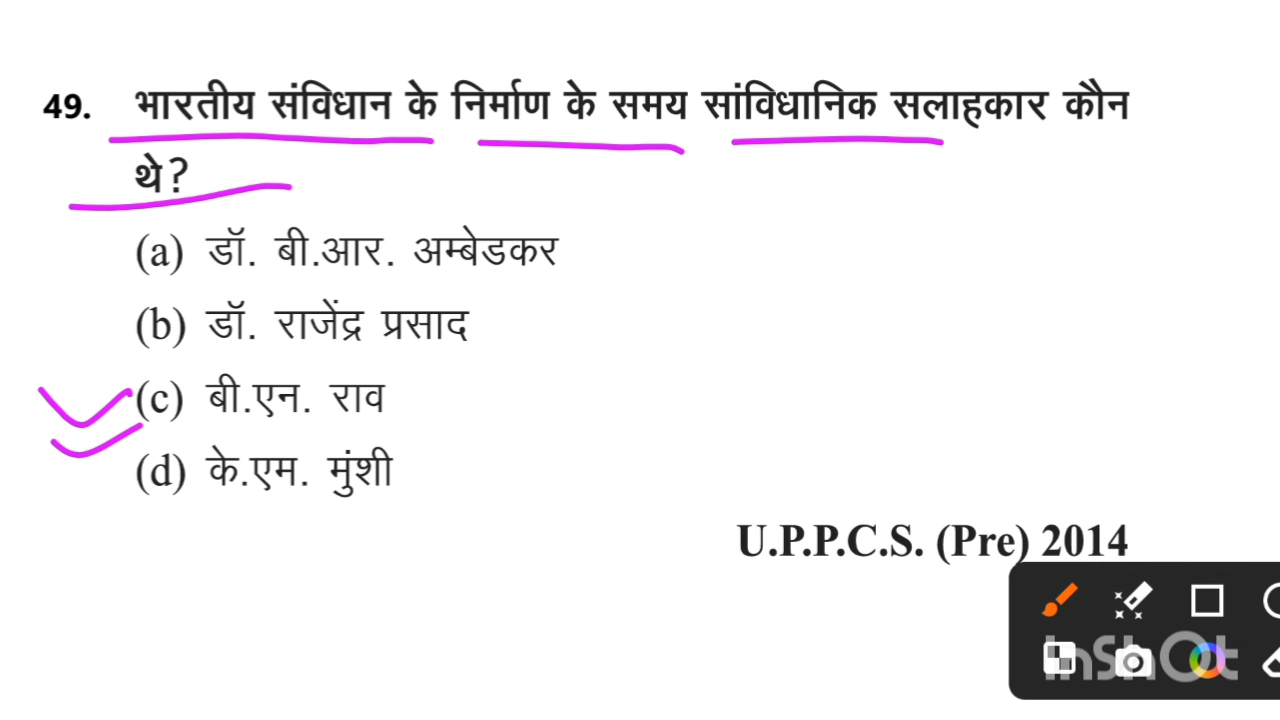 49. भारतीय संविधान के निर्माण के समय सांविधानिक सलाहकार कौन
थे?
(a) डॉ. बी.आर. अम्बेडकर
(b) डॉ. राजेंद्र प्रसाद
(c) बी.एन. राव
(d) के.एम. मुंशी
U.P.P.C.S. (Pre) 2014
InShOt